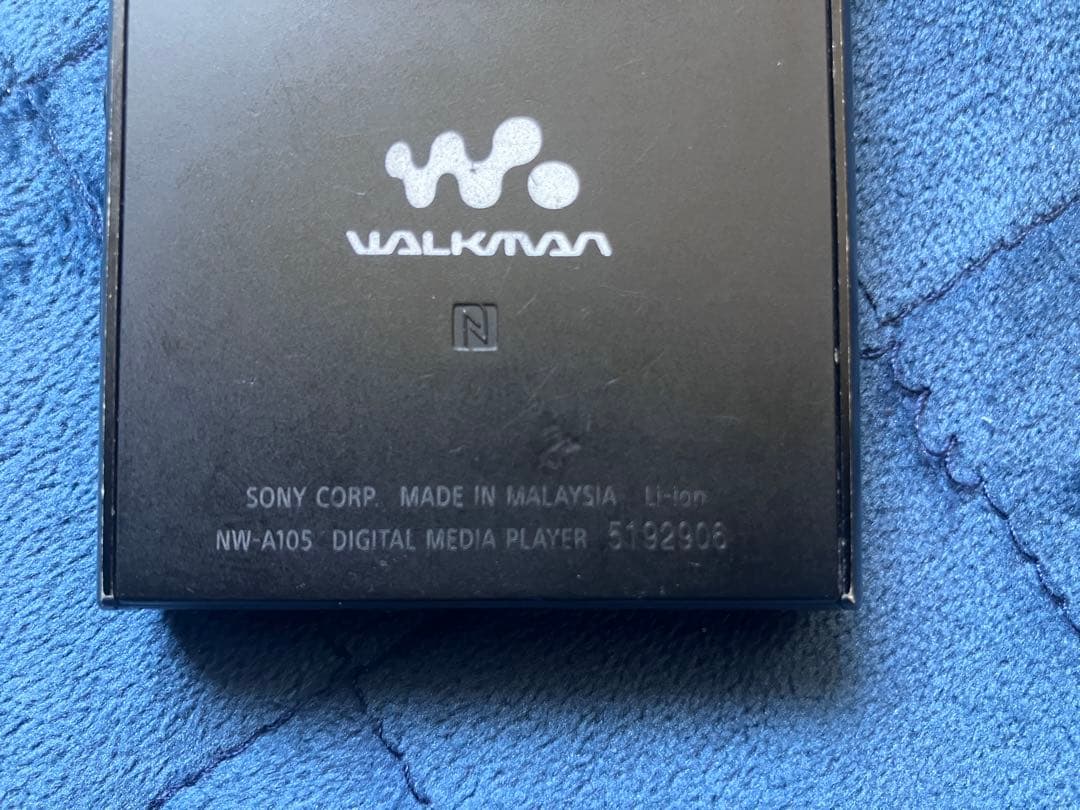 WALKMAN
SONY CORP. MADE IN MALAYSIA Li-ion
NW-A105 DIGITAL MEDIA PLAYER 5192906